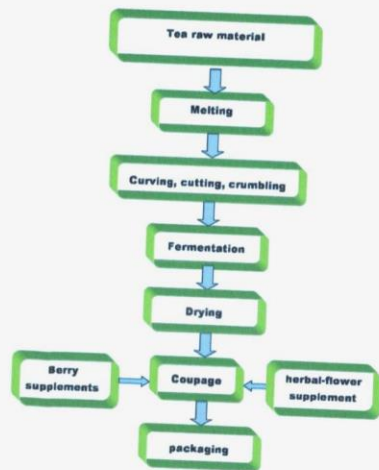 Tea raw material
Melting
Curving, cutting, crumbling
Fermentation
Drying
Berry
supplements
Coupage
herbal-flower
supplement
packaging